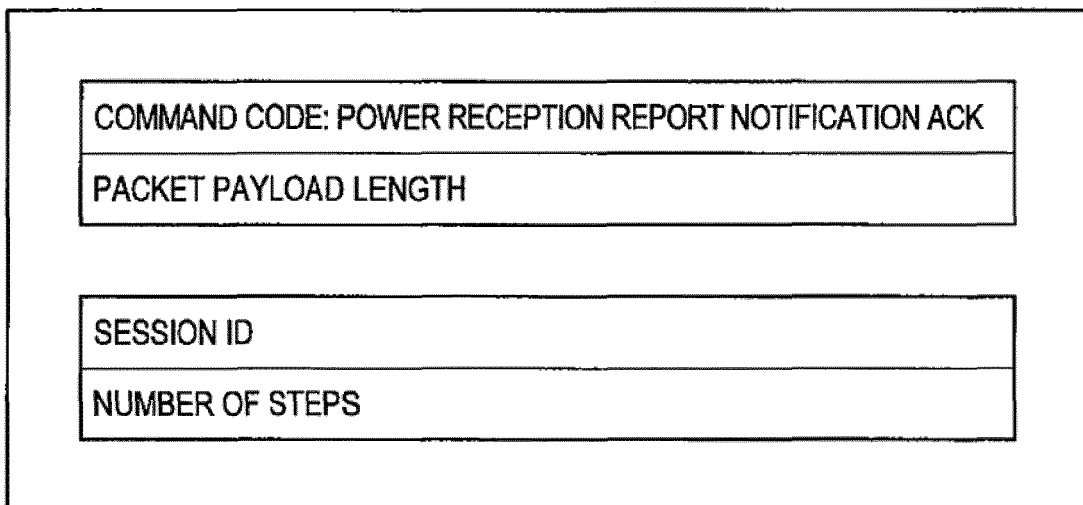 COMMAND CODE: POWER RECEPTION REPORT NOTIFICATION ACK
PACKET PAYLOAD LENGTH
SESSION ID
NUMBER OF STEPS